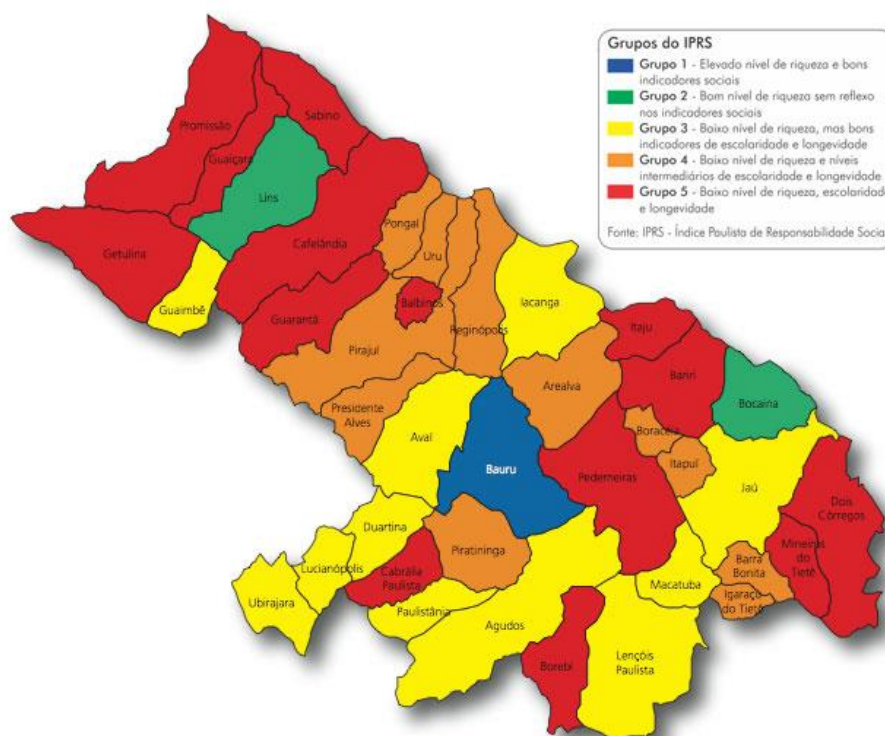 Grupos do IPRS
Grupo 1 - Elevado nível de riqueza e bons
indicadores sociais
Grupo 2 - Bom nível de riqueza sem reflexo
nos indicadores sociais
Grupo 3 - Baixo nível de riqueza, mas bons
indicadores de escolaridade e longevidade
Grupo 4 - Baixo nível de riqueza e níveis
intermediários de escolaridade e longevidade
Grupo 5 - Baixo nível de riqueza, escolaridad
e longevidade
Fonte: IPRS - Índice Paulista de Responsabilidade Socia
Promissão
Sabino
Guaiçara
Lins
Getulina
Guaimbê
Cafelândia
Pongaí
Uru
Guarantã
Balbinos
Pirajuí
Reginópolis
Iacanga
Presidente
Alves
Avaí
Arealva
Itaju
Bariri
Bocaina
Boracéia
Itapuí
Bauru
Pederneiras
Jaú
Dois
Córregos
Mineiros
do
Tietê
Barra
Bonita
Igaraçu
do Tietê
Macatuba
Duartina
Piratininga
Lucianópolis
Cabrália
Paulista
Ubirajara
Paulistânia
Agudos
Borebi
Lençóis
Paulista